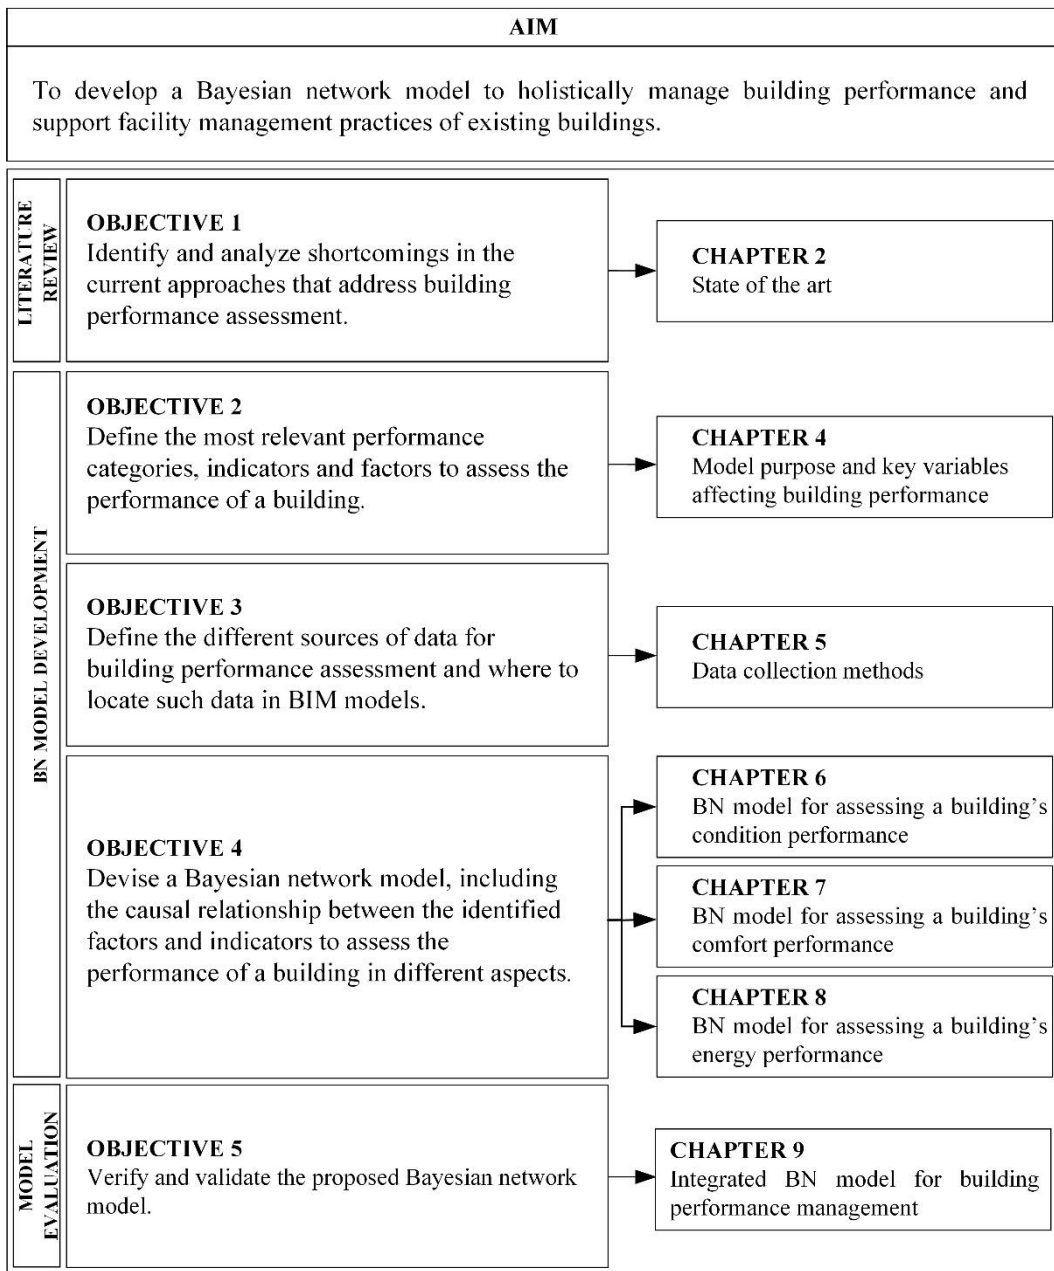 AIM
To develop a Bayesian network model to holistically manage building performance and
support facility management practices of existing buildings.
LITERATURE
REVIEW
OBJECTIVE 1
Identify and analyze shortcomings in the
current approaches that address building
performance assessment.
CHAPTER 2
State of the art
BN MODEL DEVELOPMENT
OBJECTIVE 2
Define the most relevant performance
categories, indicators and factors to assess the
performance of a building.
CHAPTER 4
Model purpose and key variables
affecting building performance
OBJECTIVE 3
Define the different sources of data for
building performance assessment and where to
locate such data in BIM models.
CHAPTER 5
Data collection methods
OBJECTIVE 4
Devise a Bayesian network model, including
the causal relationship between the identified
factors and indicators to assess the
performance of a building in different aspects.
CHAPTER 6
BN model for assessing a building's
condition performance
CHAPTER 7
BN model for assessing a building's
comfort performance
CHAPTER 8
BN model for assessing a building's
energy performance
MODEL
EVALUATION
OBJECTIVE 5
Verify and validate the proposed Bayesian network
model.
CHAPTER 9
Integrated BN model for building
performance management